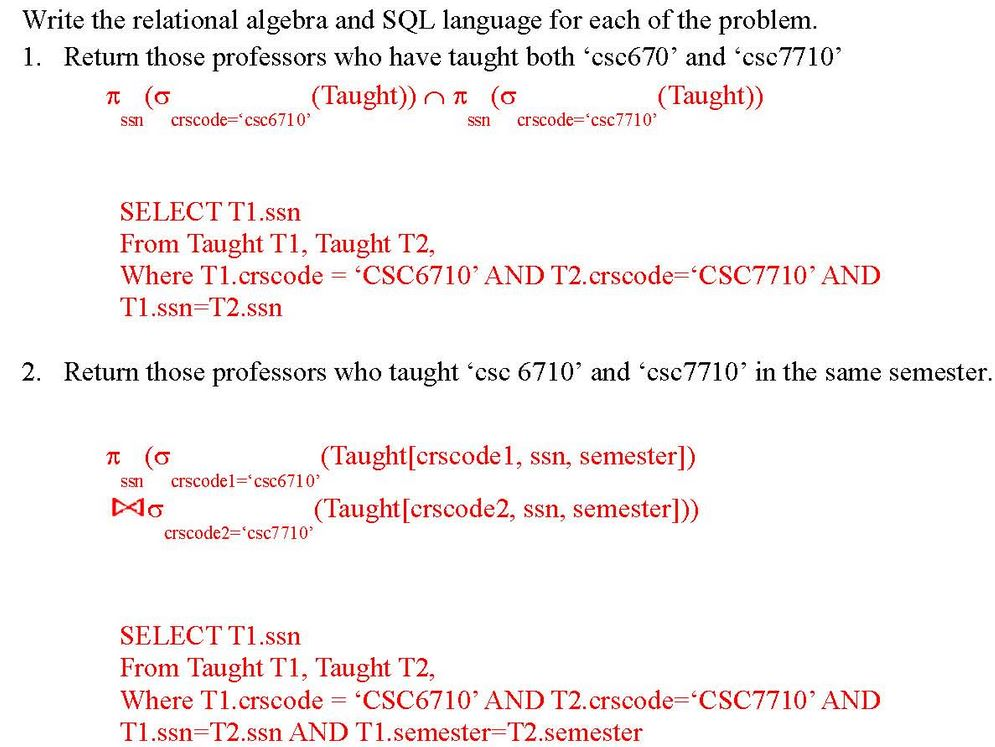 Write the relational algebra and SQL language for each of the problem.
1. Return those professors who have taught both ‘csc670’ and ‘csc7710’
π (σ (Taught)) ∩ π (σ (Taught))
ssn crscode=‘csc6710’ ssn crscode=‘csc7710’
SELECT T1.ssn
From Taught T1, Taught T2,
Where T1.crscode = ‘CSC6710’ AND T2.crscode=‘CSC7710’ AND
T1.ssn=T2.ssn
2. Return those professors who taught ‘csc 6710’ and ‘csc7710’ in the same semester.
π (σ (Taught[crscode1, ssn, semester])
ssn crscode1=‘csc6710’
⋈σ (Taught[crscode2, ssn, semester]))
crscode2=‘csc7710’
SELECT T1.ssn
From Taught T1, Taught T2,
Where T1.crscode = ‘CSC6710’ AND T2.crscode=‘CSC7710’ AND
T1.ssn=T2.ssn AND T1.semester=T2.semester